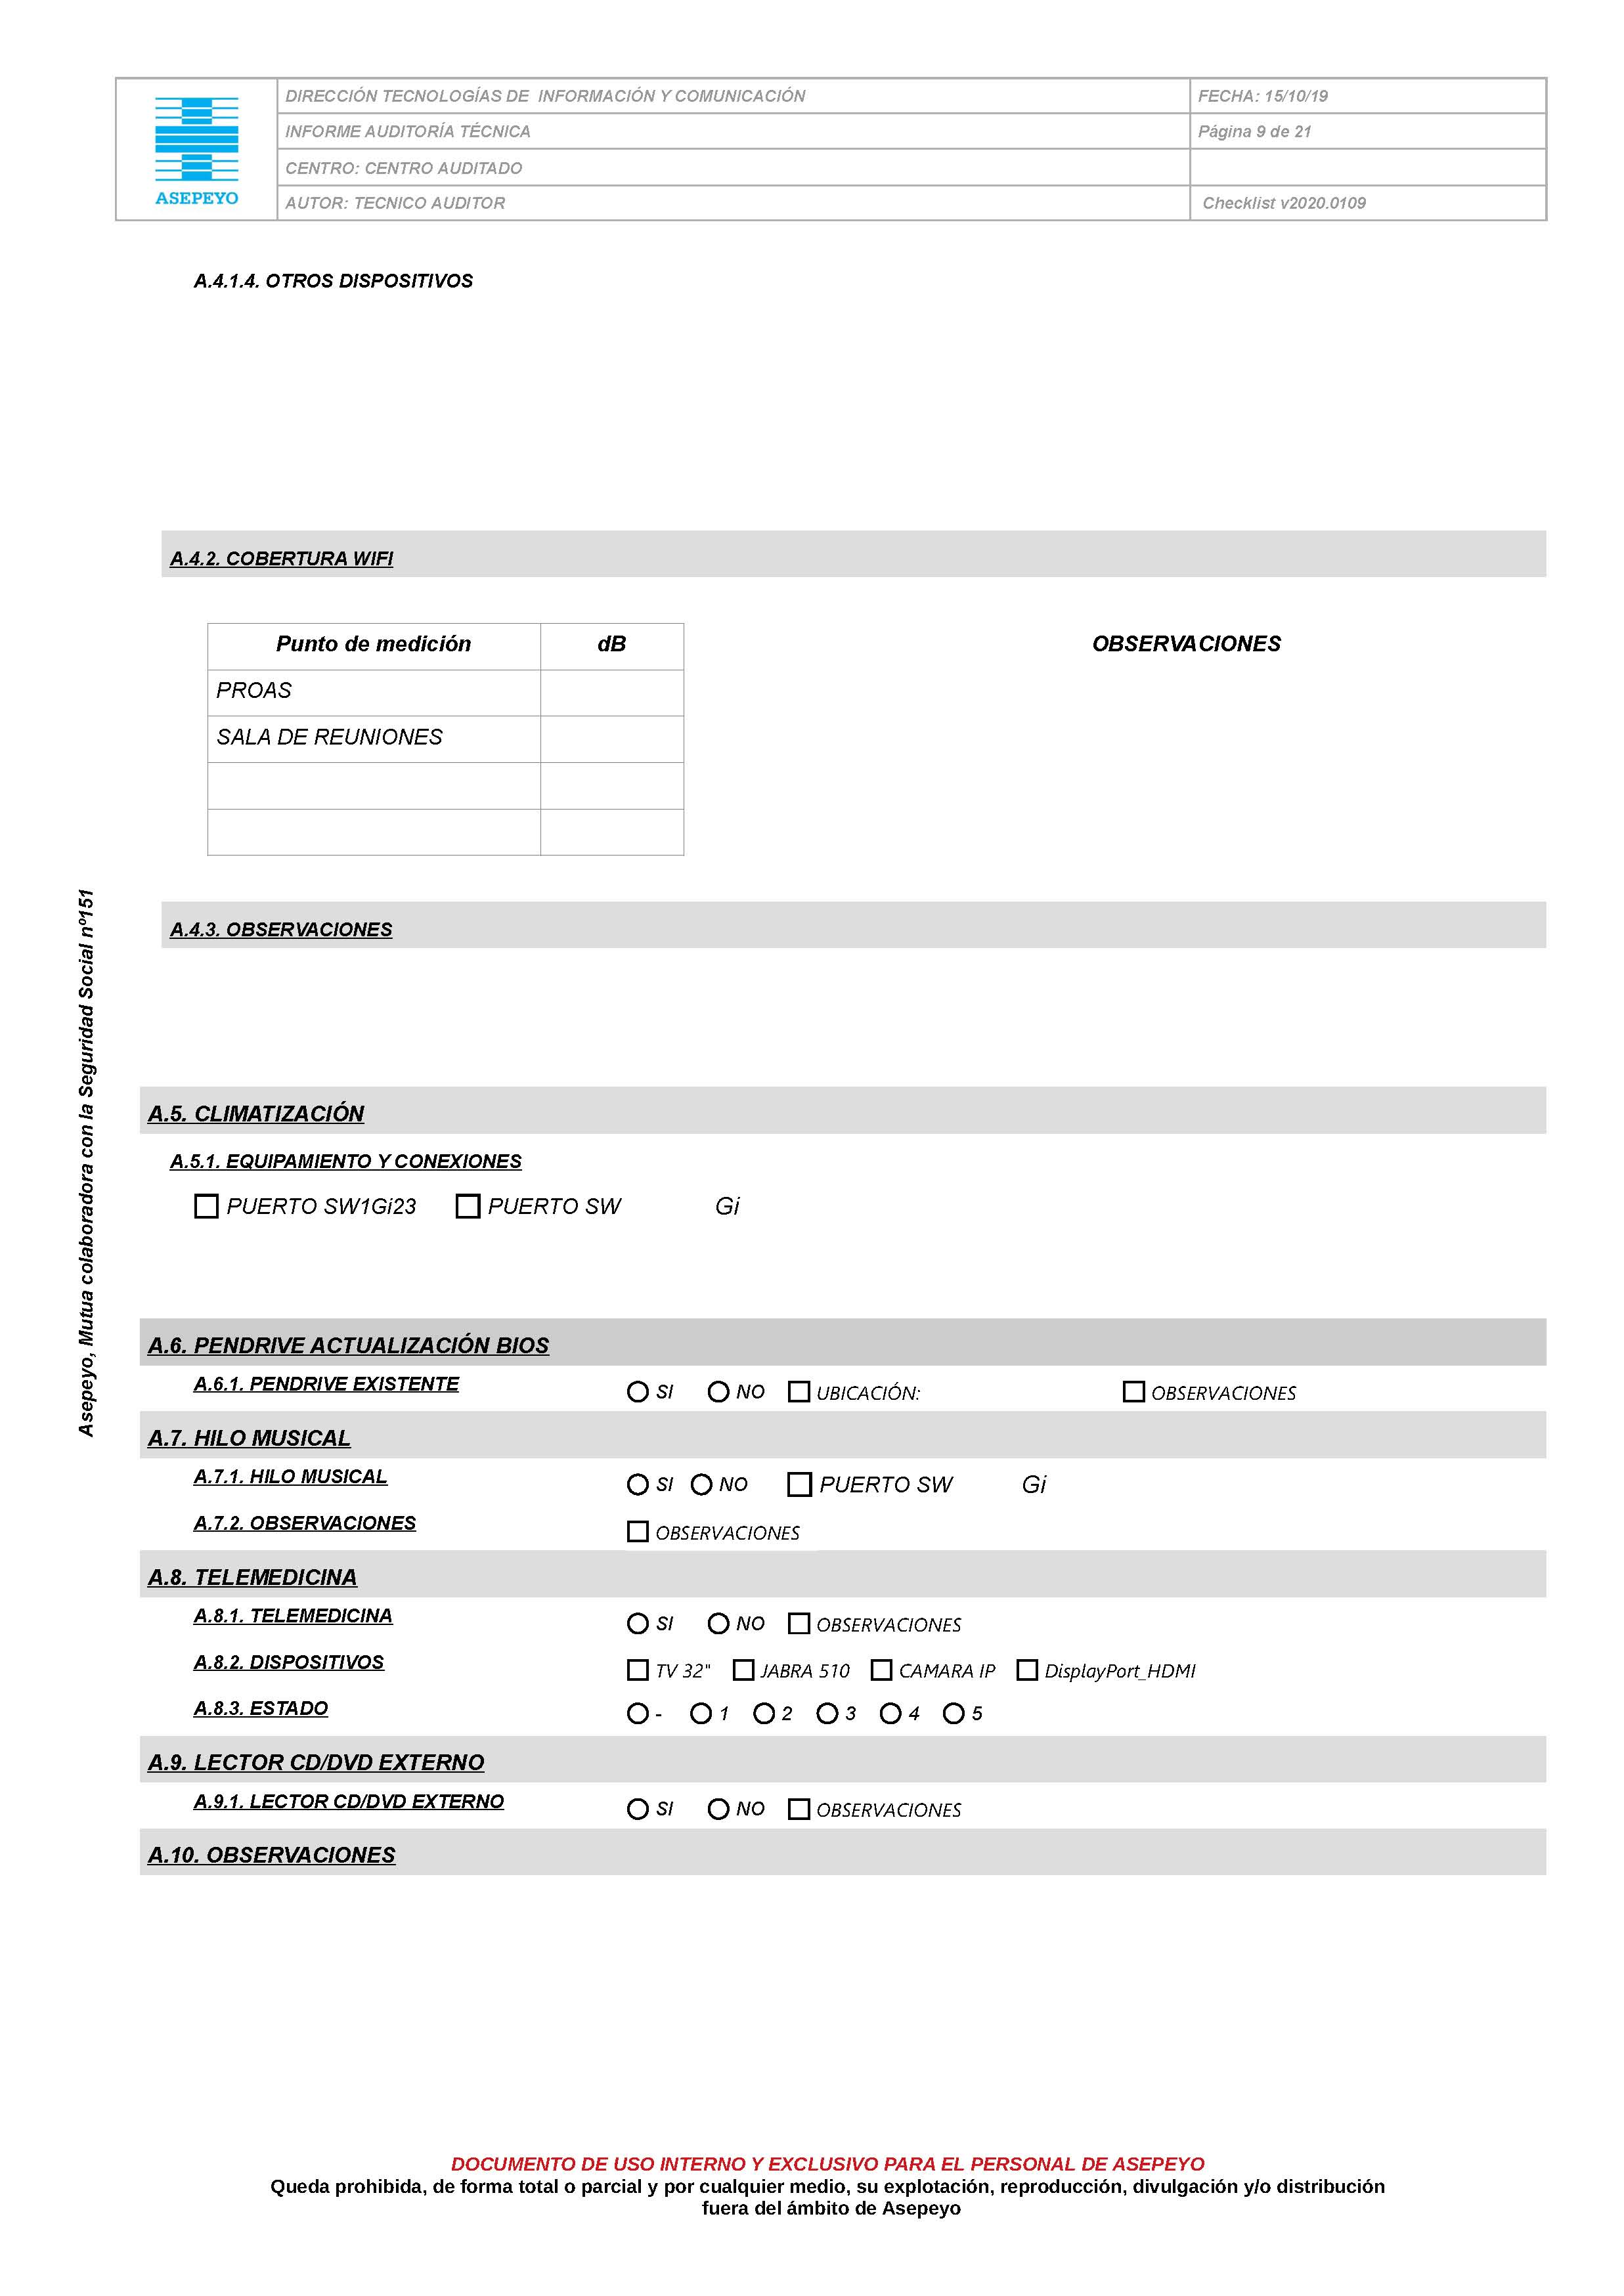 ASEPEYO
DIRECCIÓN TECNOLOGÍAS DE INFORMACIÓN Y COMUNICACIÓN
FECHA: 15/10/19
INFORME AUDITORÍA TÉCNICA
Página 9 de 21
CENTRO: CENTRO AUDITADO
AUTOR: TECNICO AUDITOR
Checklist v2020.0109
A.4.1.4. OTROS DISPOSITIVOS
A.4.2. COBERTURA WIFI
Punto de medición dB OBSERVACIONES
PROAS
SALA DE REUNIONES
A.4.3. OBSERVACIONES
Asepeyo, Mutua colaboradora con la Seguridad Social nº151
A.5. CLIMATIZACIÓN
A.5.1. EQUIPAMIENTO Y CONEXIONES
PUERTO SW1Gi23 PUERTO SW Gi
A.6. PENDRIVE ACTUALIZACIÓN BIOS
A.6.1. PENDRIVE EXISTENTE SI NO UBICACIÓN: OBSERVACIONES
A.7. HILO MUSICAL
A.7.1. HILO MUSICAL SI NO PUERTO SW Gi
A.7.2. OBSERVACIONES OBSERVACIONES
A.8. TELEMEDICINA
A.8.1. TELEMEDICINA SI NO OBSERVACIONES
A.8.2. DISPOSITIVOS TV 32" JABRA 510 CAMARA IP DisplayPort_HDMI
A.8.3. ESTADO - 1 2 3 4 5
A.9. LECTOR CD/DVD EXTERNO
A.9.1. LECTOR CD/DVD EXTERNO SI NO OBSERVACIONES
A.10. OBSERVACIONES
DOCUMENTO DE USO INTERNO Y EXCLUSIVO PARA EL PERSONAL DE ASEPEYO
Queda prohibida, de forma total o parcial y por cualquier medio, su explotación, reproducción, divulgación y/o distribución
fuera del ámbito de Asepeyo